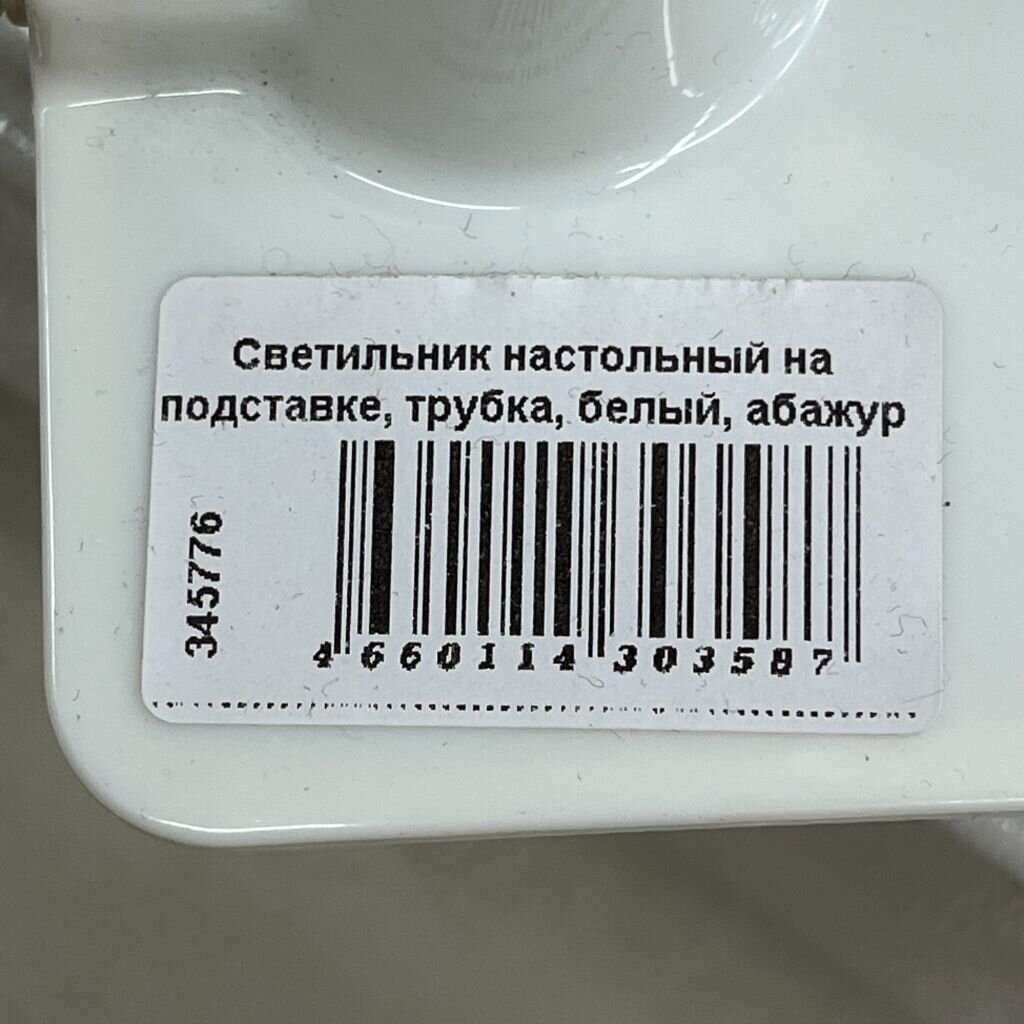 Светильник настольный на
подставке, трубка, белый, абажур
345776
4 660114 303587